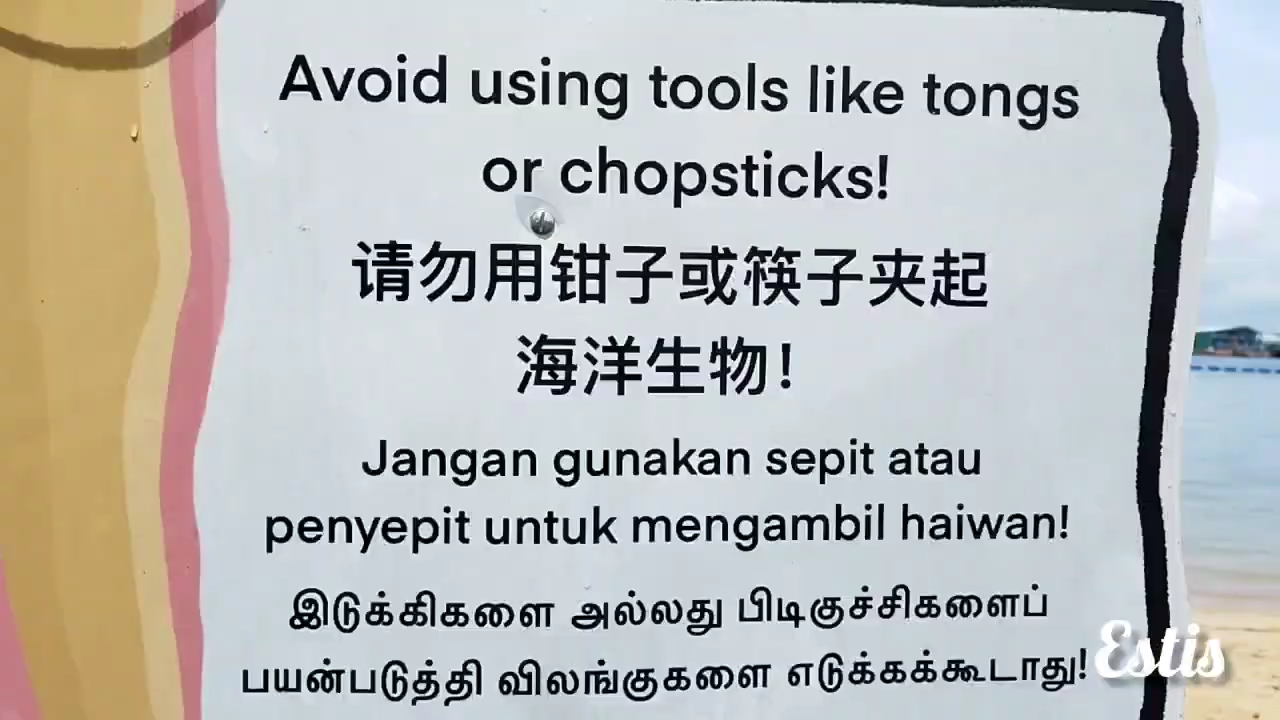 Avoid using tools like tongs
or chopsticks!
请勿用钳子或筷子夹起
海洋生物!
Jangan gunakan sepit atau
penyepit untuk mengambil haiwan!
இடுக்கிகளை அல்லது பிடிகுச்சிகளைப்
பயன்படுத்தி விலங்குகளை எடுக்கக்கூடாது!
Estis